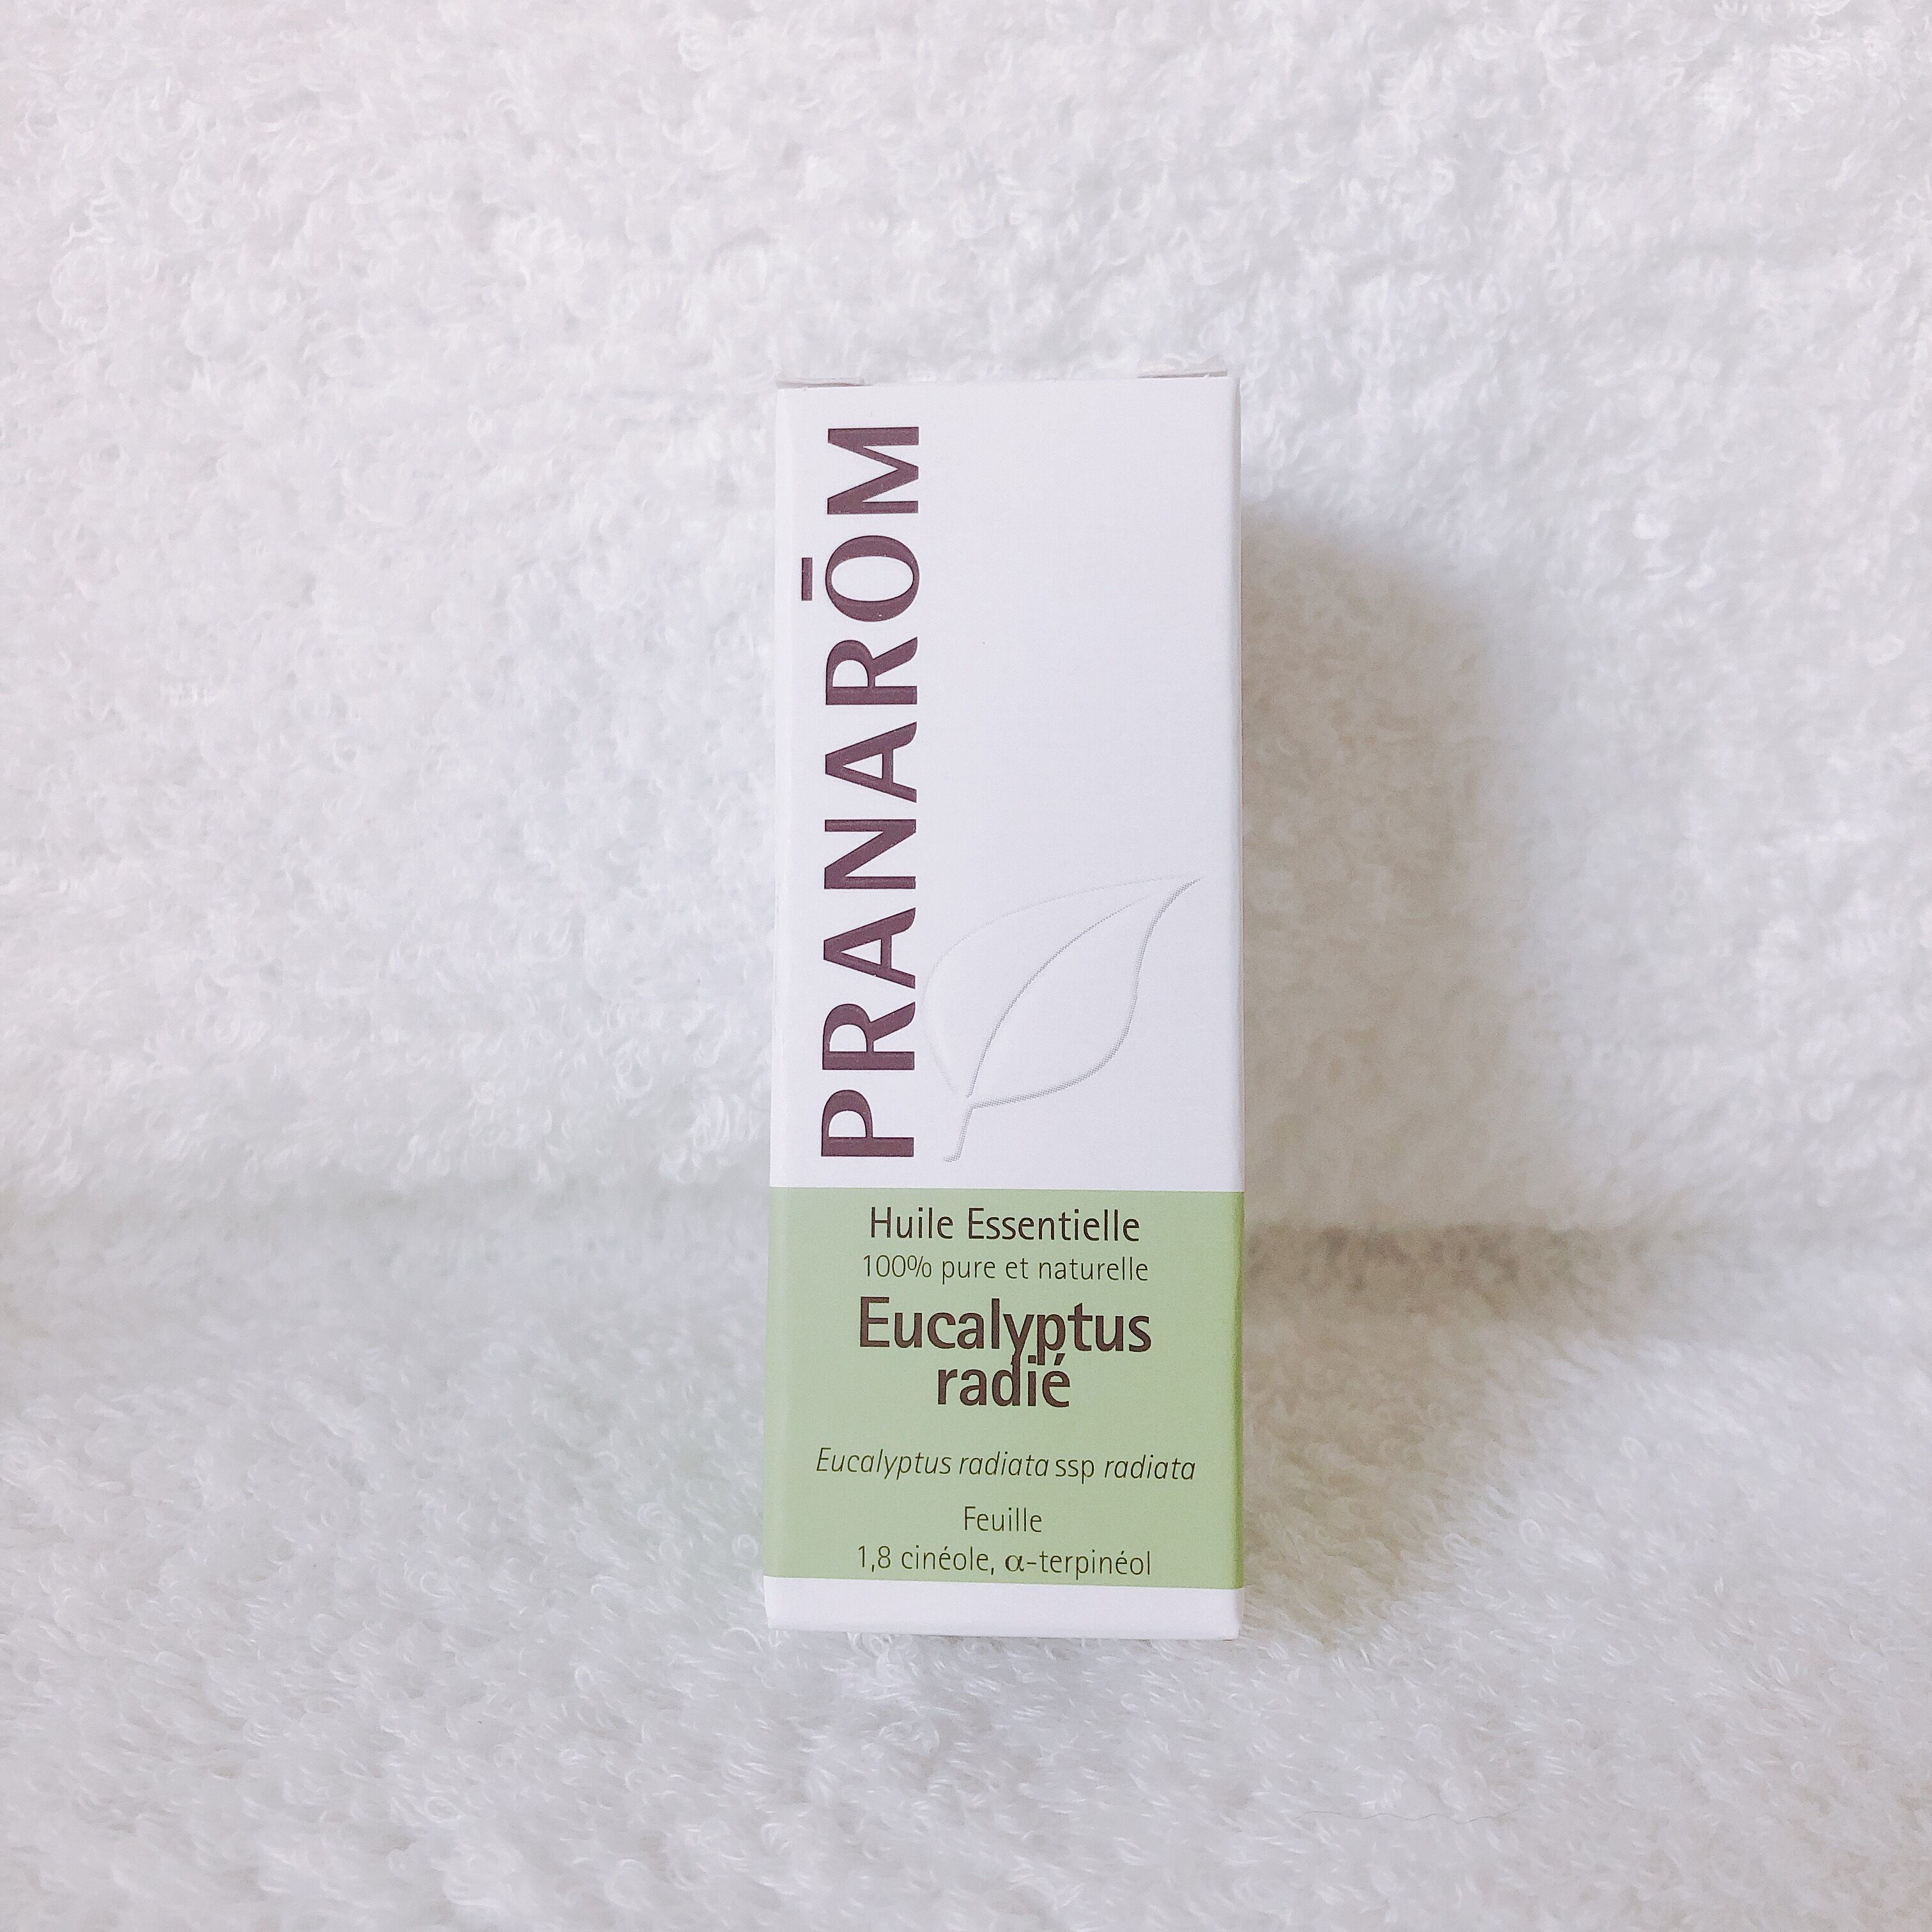 PRANARŌM
Huile Essentielle
100% pure et naturelle
Eucalyptus
radié
Eucalyptus radiata ssp radiata
Feuille
1,8 cinéole, α-terpinéol